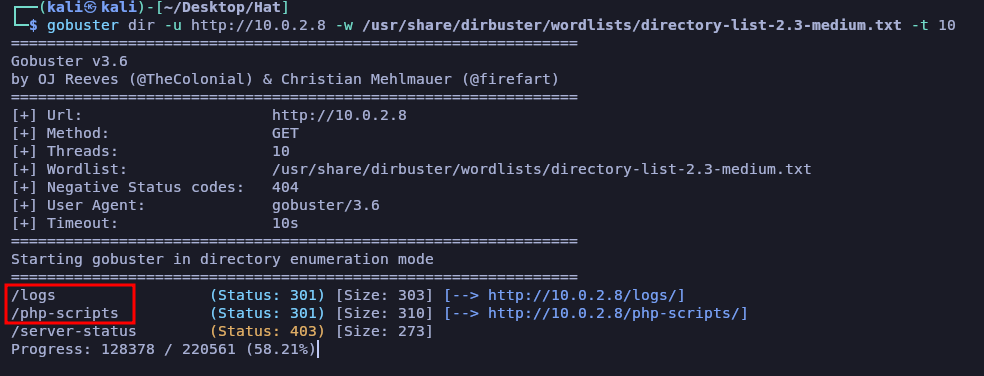 ┌──(kali㉿kali)-[~/Desktop/Hat]
└─$ gobuster dir -u http://10.0.2.8 -w /usr/share/dirbuster/wordlists/directory-list-2.3-medium.txt -t 10
===============================================================
Gobuster v3.6
by OJ Reeves (@TheColonial) & Christian Mehlmauer (@firefart)
===============================================================
[+] Url:                     http://10.0.2.8
[+] Method:                  GET
[+] Threads:                 10
[+] Wordlist:                /usr/share/dirbuster/wordlists/directory-list-2.3-medium.txt
[+] Negative Status codes:   404
[+] User Agent:              gobuster/3.6
[+] Timeout:                 10s
===============================================================
Starting gobuster in directory enumeration mode
===============================================================
/logs                 (Status: 301) [Size: 303] [--> http://10.0.2.8/logs/]
/php-scripts          (Status: 301) [Size: 310] [--> http://10.0.2.8/php-scripts/]
/server-status        (Status: 403) [Size: 273]
Progress: 128378 / 220561 (58.21%)